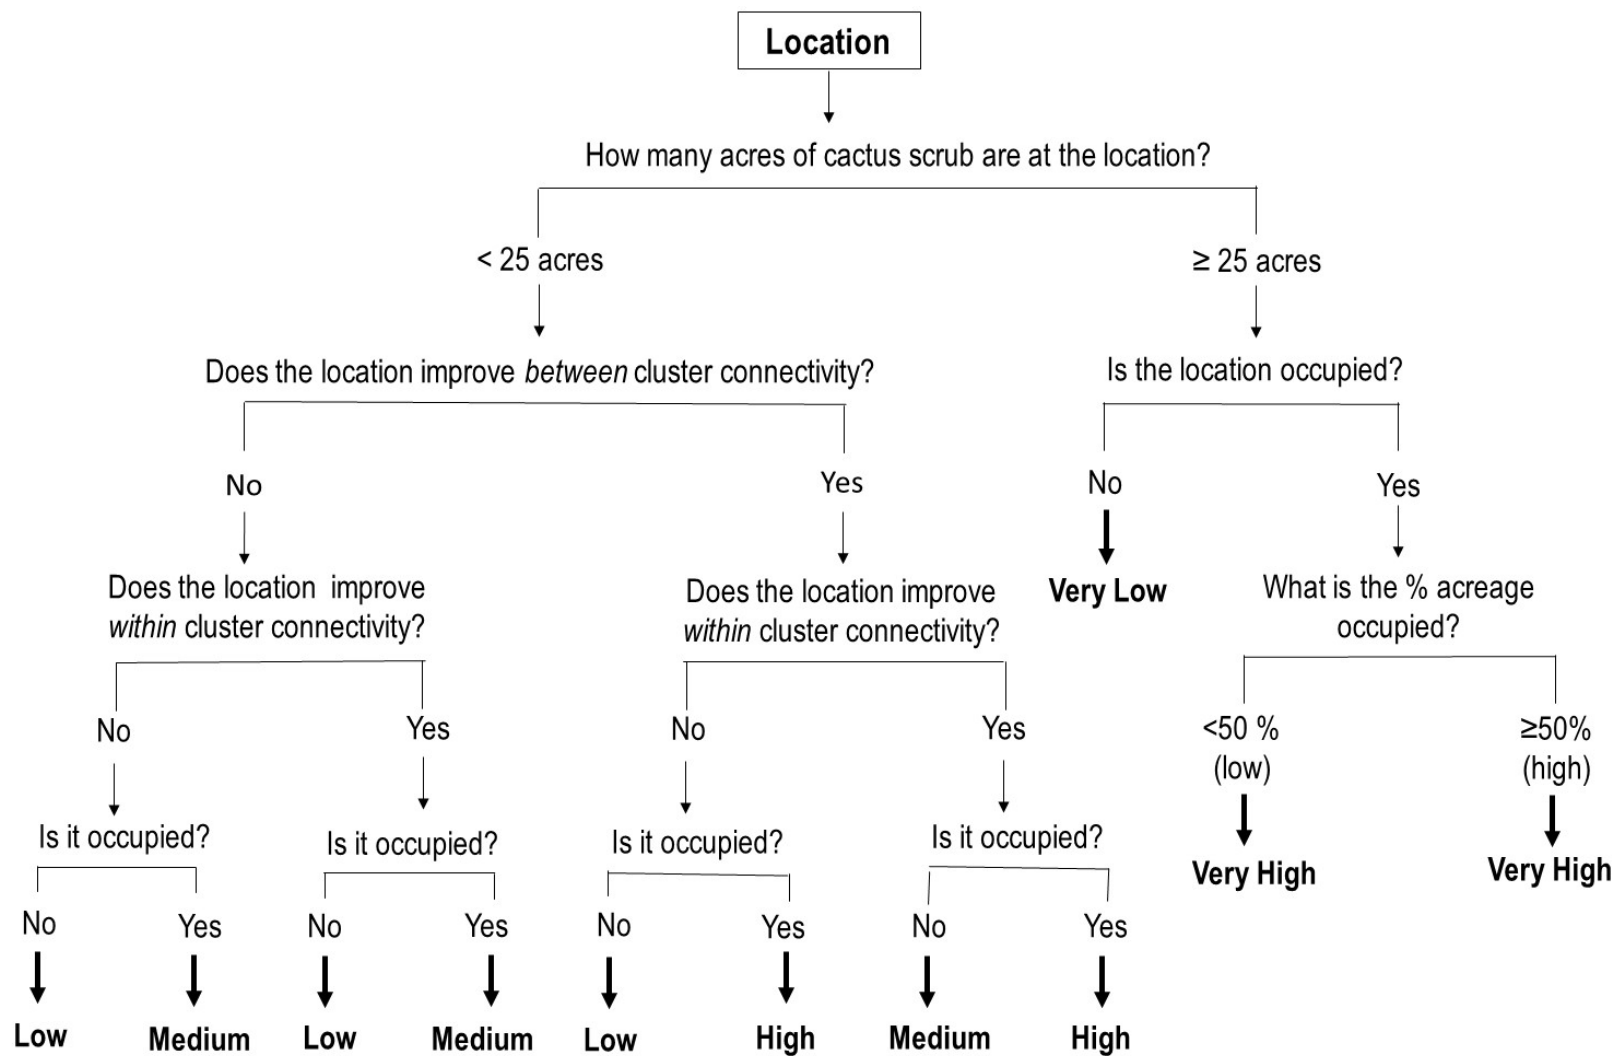 Location
How many acres of cactus scrub are at the location?
< 25 acres
≥ 25 acres
Does the location improve between cluster connectivity?
Is the location occupied?
No
Yes
No
Yes
Does the location improve
within cluster connectivity?
Does the location improve
within cluster connectivity?
Very Low
What is the % acreage
occupied?
No
Yes
No
Yes
<50 %
(low)
≥50%
(high)
Is it occupied?
Is it occupied?
Is it occupied?
Is it occupied?
Very High
Very High
No
Yes
No
Yes
No
Yes
No
Yes
Low
Medium
Low
Medium
Low
High
Medium
High